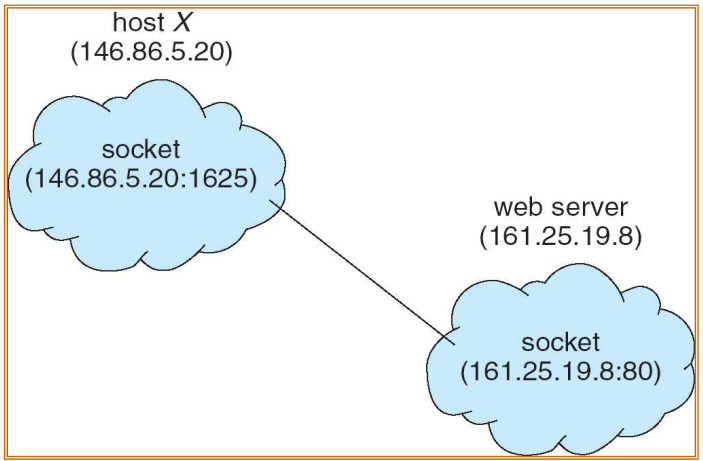 host X
(146.86.5.20)
socket
(146.86.5.20:1625)
web server
(161.25.19.8)
socket
(161.25.19.8:80)